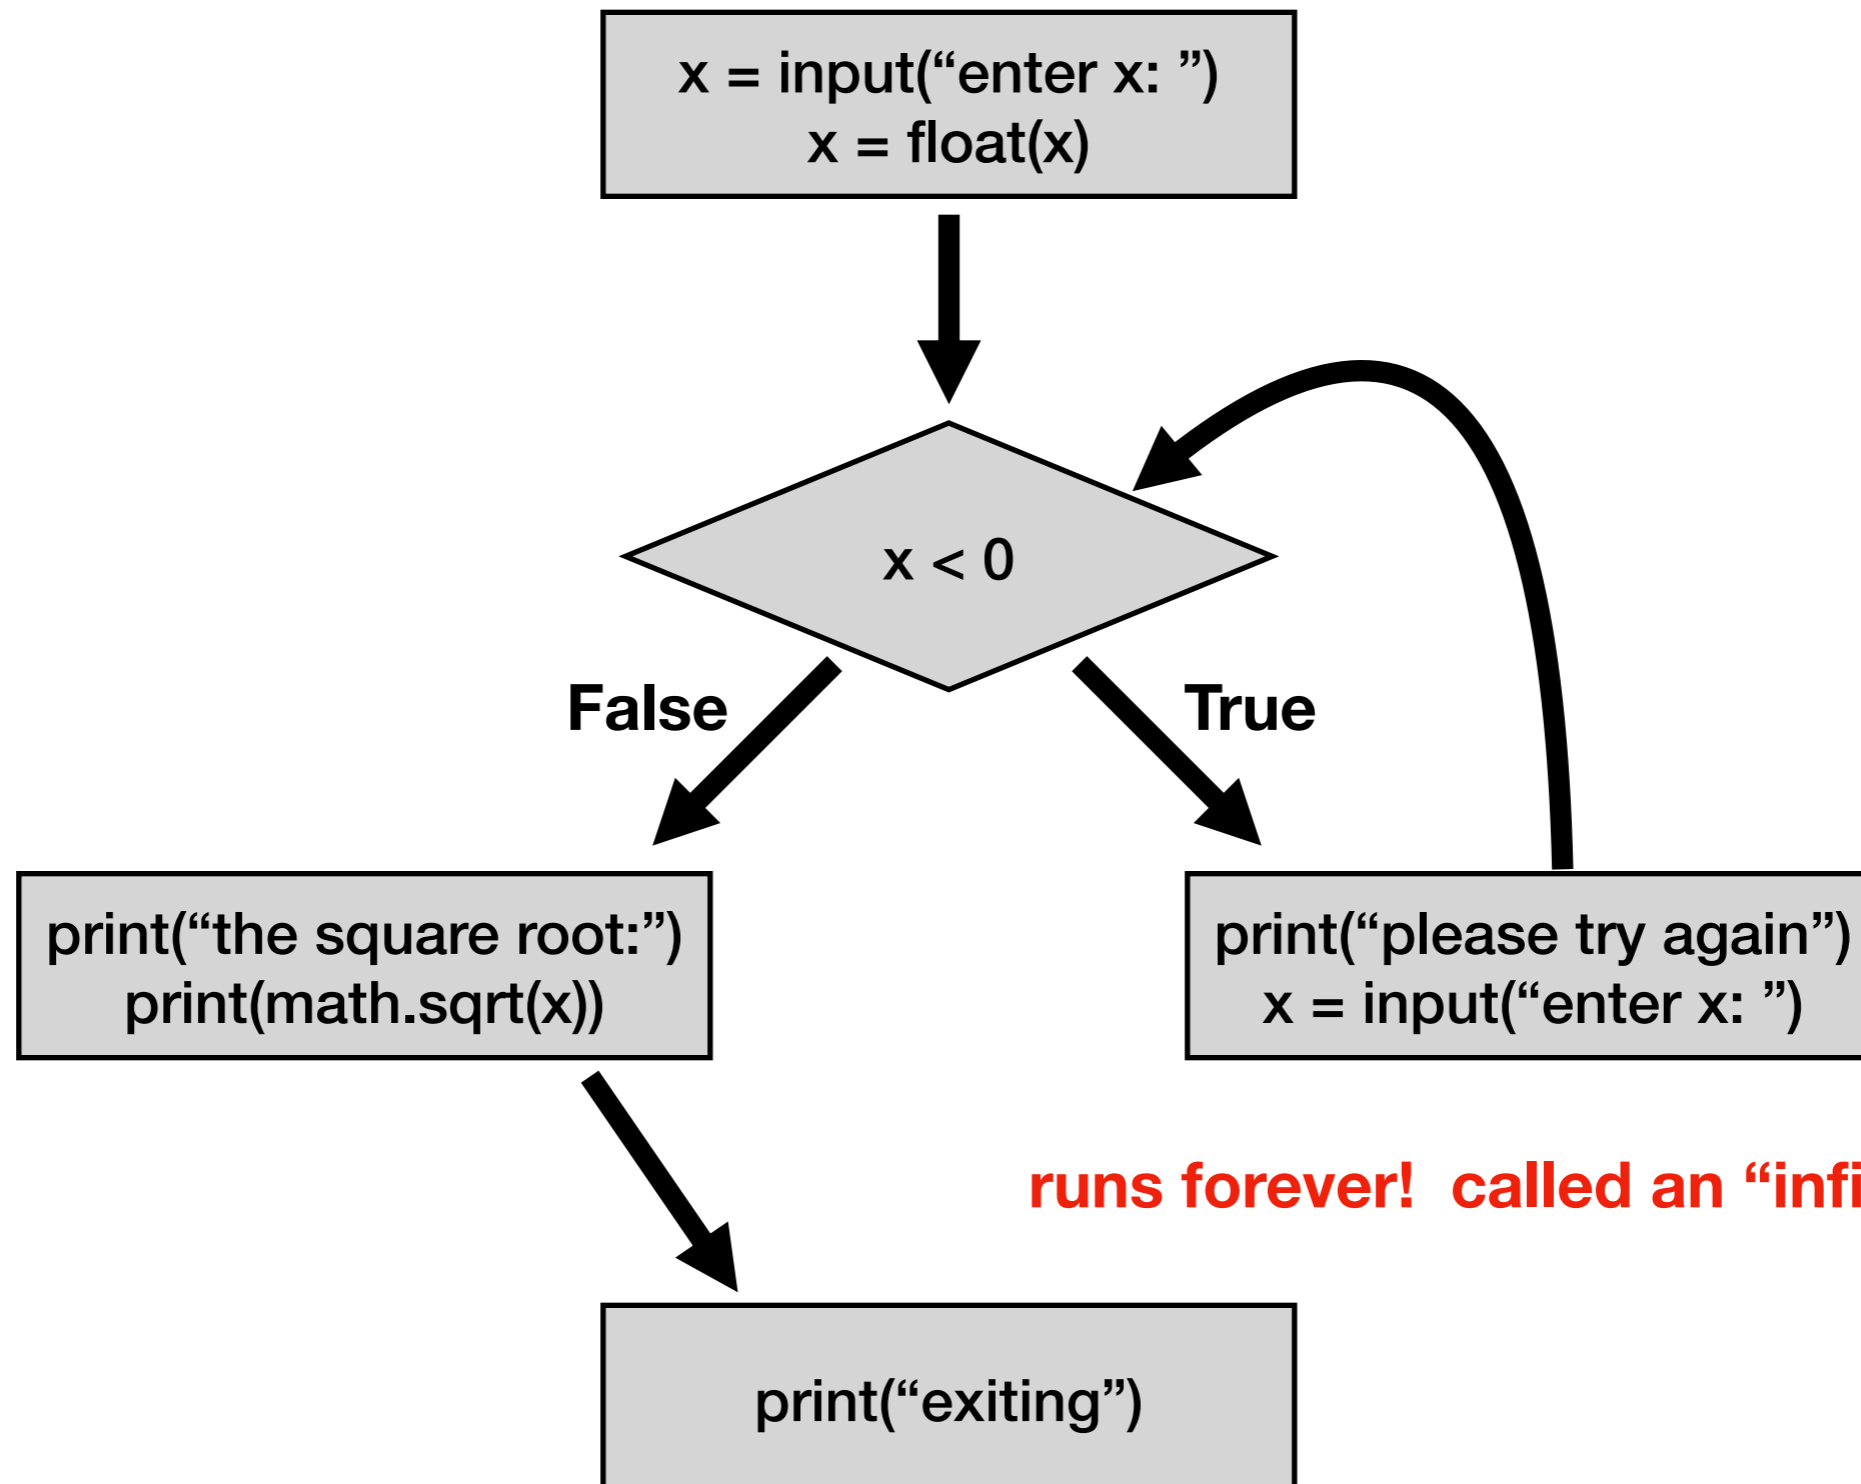 x = input(“enter x: ”)
x = float(x)
x < 0
False
True
print(“the square root:”)
print(math.sqrt(x))
print(“please try again”)
x = input(“enter x: ”)
runs forever!  called an “infi
print(“exiting”)